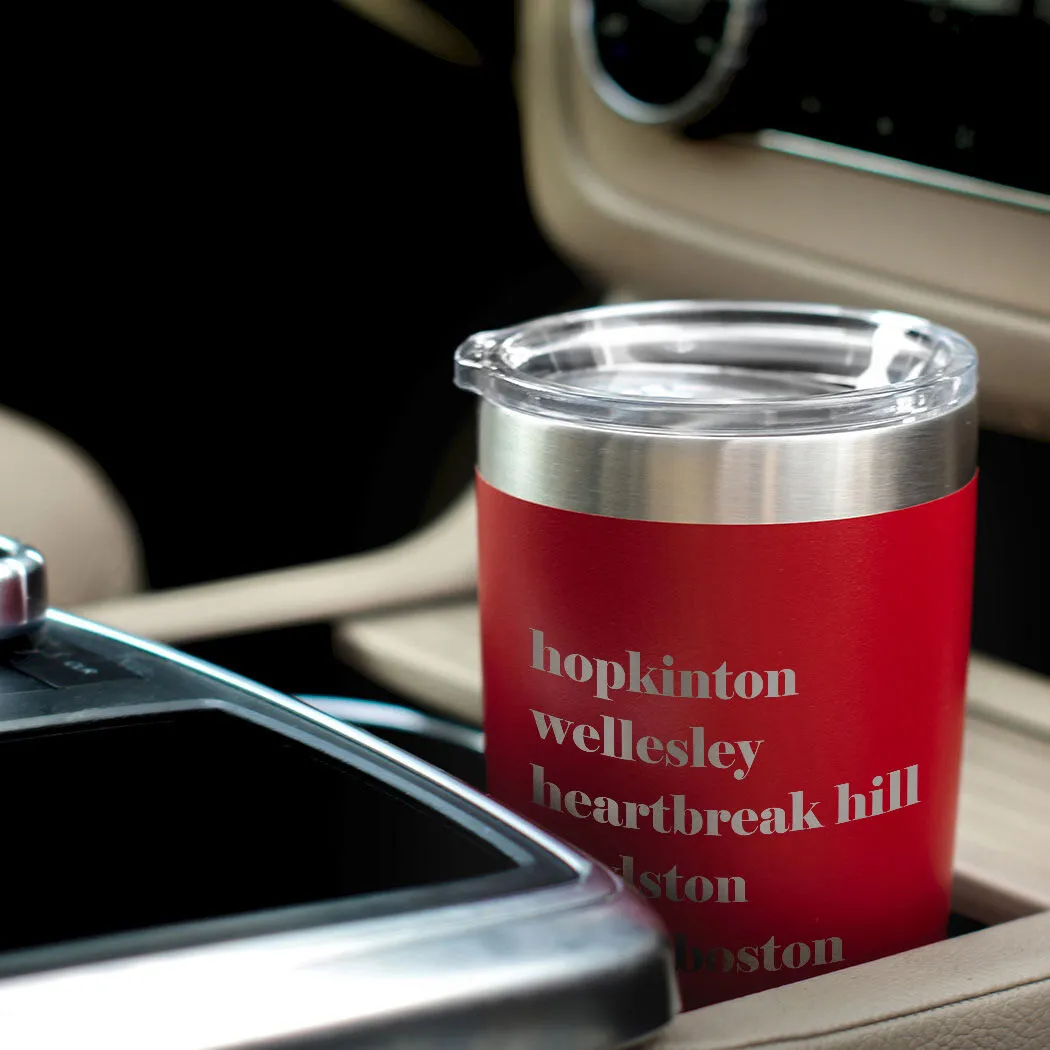 hopkinton
wellesley
heartbreak hill
boston